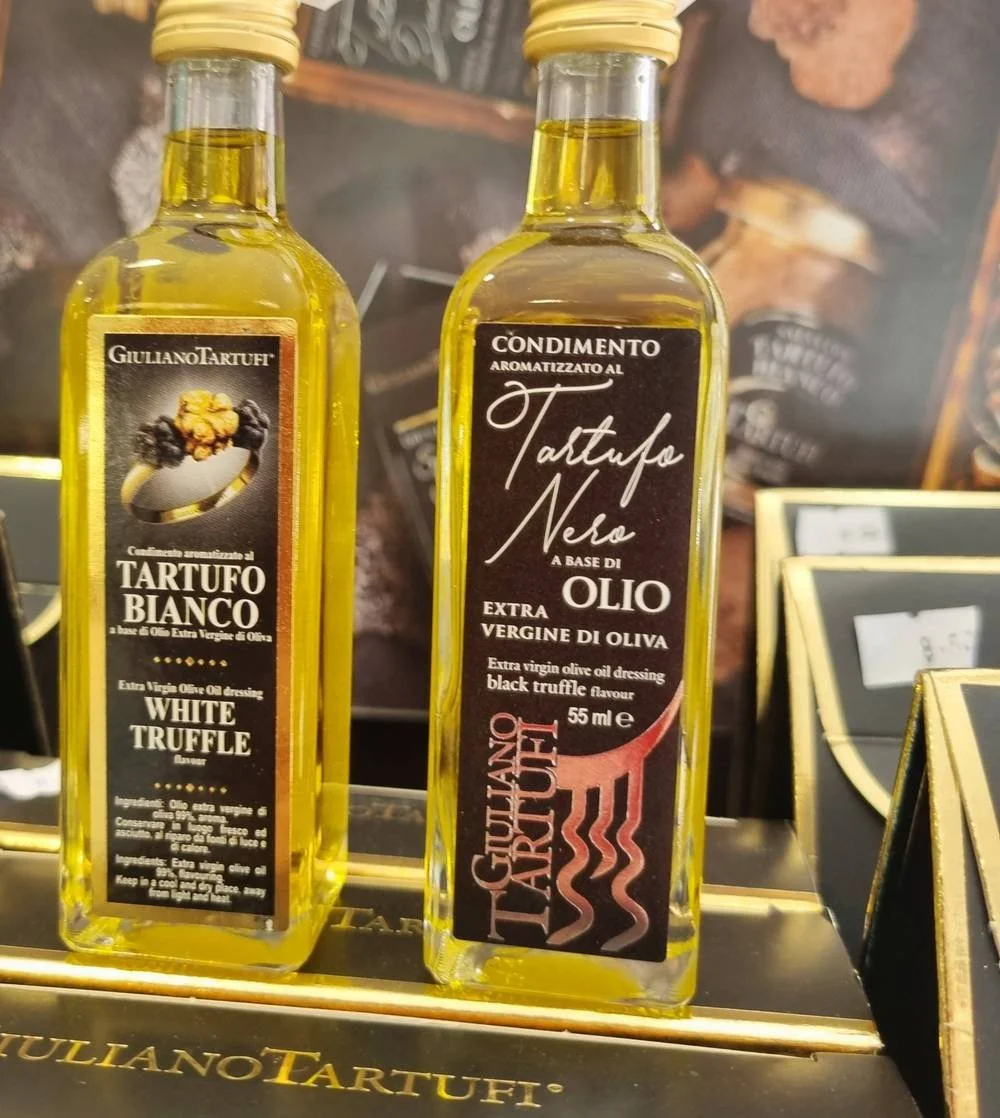 GIULIANOTARTUFI®
Condimento aromatizzato al
TARTUFO
BIANCO
a base di Olio Extra Vergine di Oliva
Extra Virgin Olive Oil dressing
WHITE
TRUFFLE
flavour
Ingredienti: Olio extra vergine di
oliva 99%, aroma.
Conservare in luogo fresco ed
asciutto, al riparo da fonti di luce e
di calore.
Ingredients: Extra virgin olive oil
99%, flavouring.
Keep in a cool and dry place, away
from light and heat.
CONDIMENTO
AROMATIZZATO AL
Tartufo
Nero
A BASE DI
OLIO
EXTRA
VERGINE DI OLIVA
Extra virgin olive oil dressing
black truffle flavour
55 ml e
GIULIANO
TARTUFI
IULIANOTARTUFI®